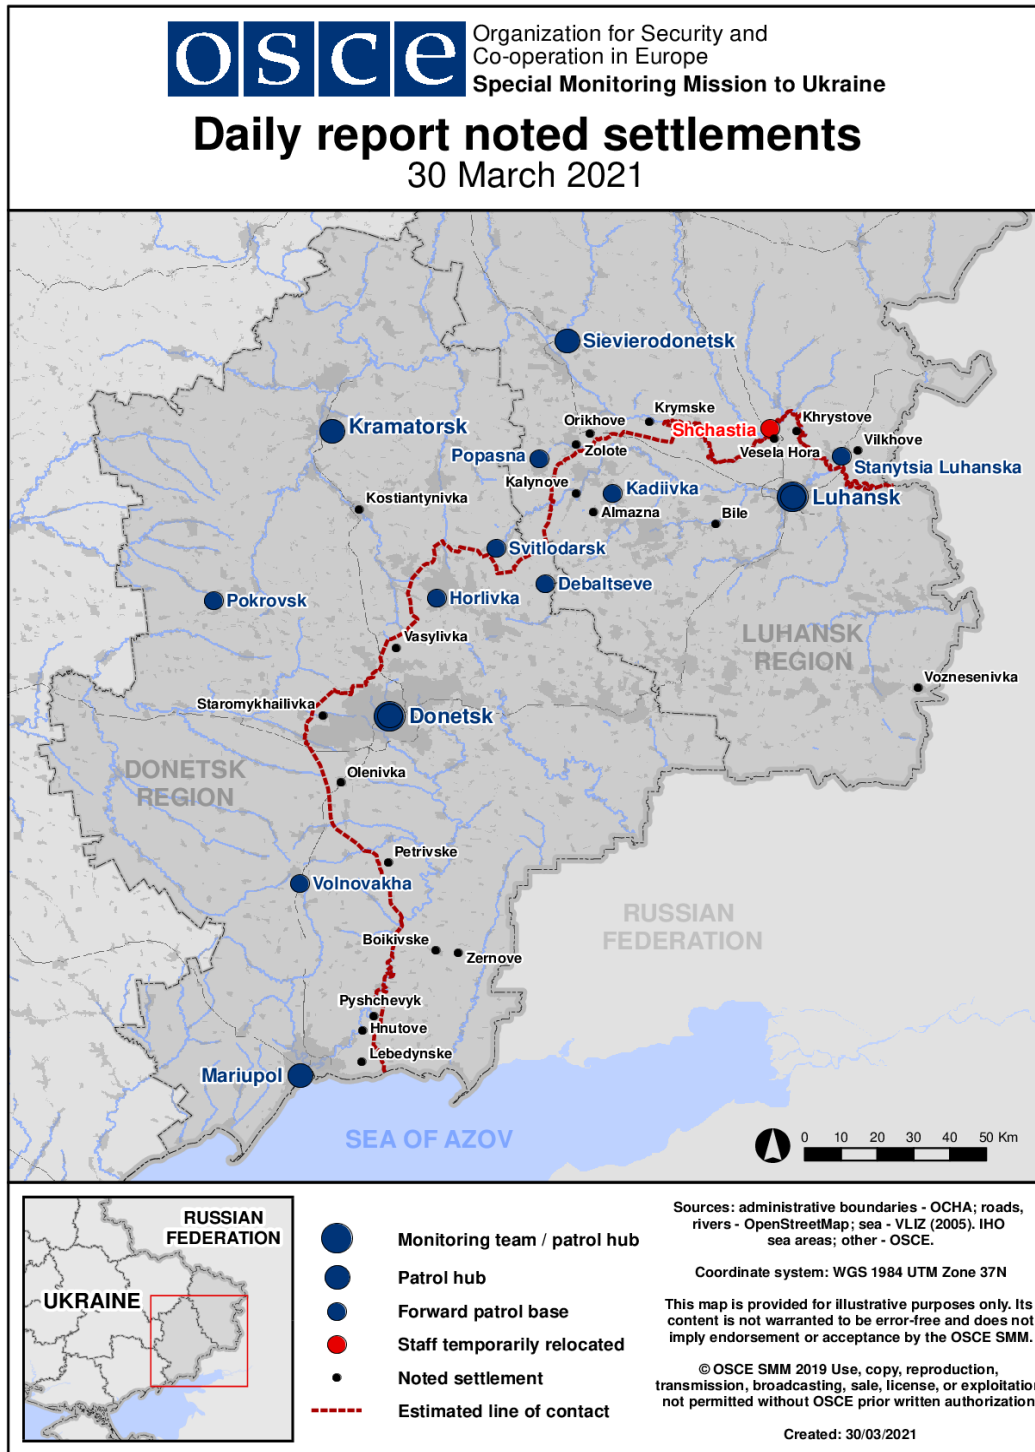 osce
Organization for Security and
Co-operation in Europe
Special Monitoring Mission to Ukraine
Daily report noted settlements
30 March 2021
Sievierodonetsk
Krymske
Orikhove
Khrystove
Shchastia
Kramatorsk
Vilkhove
Zolote
Vesela Hora
Popasna
Stanytsia Luhanska
Kalynove
Kadiivka
Kostiantynivka
Luhansk
Almazna
Bile
Svitlodarsk
Debaltseve
Pokrovsk
Horlivka
Vasylivka
LUHANSK
REGION
Voznesenivka
Staromykhailivka
Donetsk
DONETSK
REGION
Olenivka
Petrivske
Volnovakha
RUSSIAN
FEDERATION
Boikivske
Zernove
Pyshchevyk
Hnutove
Lebedynske
Mariupol
SEA OF AZOV
0 10 20 30 40 50 Km
RUSSIAN
FEDERATION
UKRAINE
Monitoring team / patrol hub
Patrol hub
Forward patrol base
Staff temporarily relocated
Noted settlement
Estimated line of contact
Sources: administrative boundaries - OCHA; roads,
rivers - OpenStreetMap; sea - VLIZ (2005). IHO
sea areas; other - OSCE.
Coordinate system: WGS 1984 UTM Zone 37N
This map is provided for illustrative purposes only. Its
content is not warranted to be error-free and does not
imply endorsement or acceptance by the OSCE SMM.
© OSCE SMM 2019 Use, copy, reproduction,
transmission, broadcasting, sale, license, or exploitation
not permitted without OSCE prior written authorization
Created: 30/03/2021